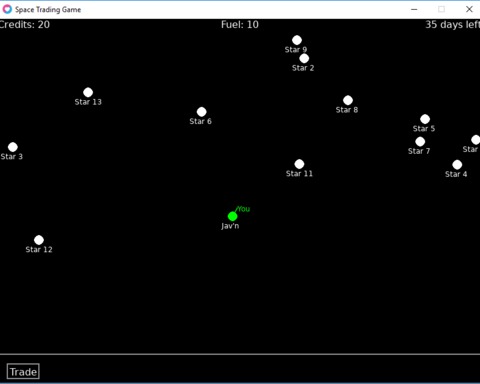 Space Trading Game
Credits: 20
Fuel: 10
35 days left
Star 9
Star 2
Star 13
Star 8
Star 6
Star 5
Star 7
Star
Star 3
Star 4
Star 11
You
Jav'n
Star 12
Trade